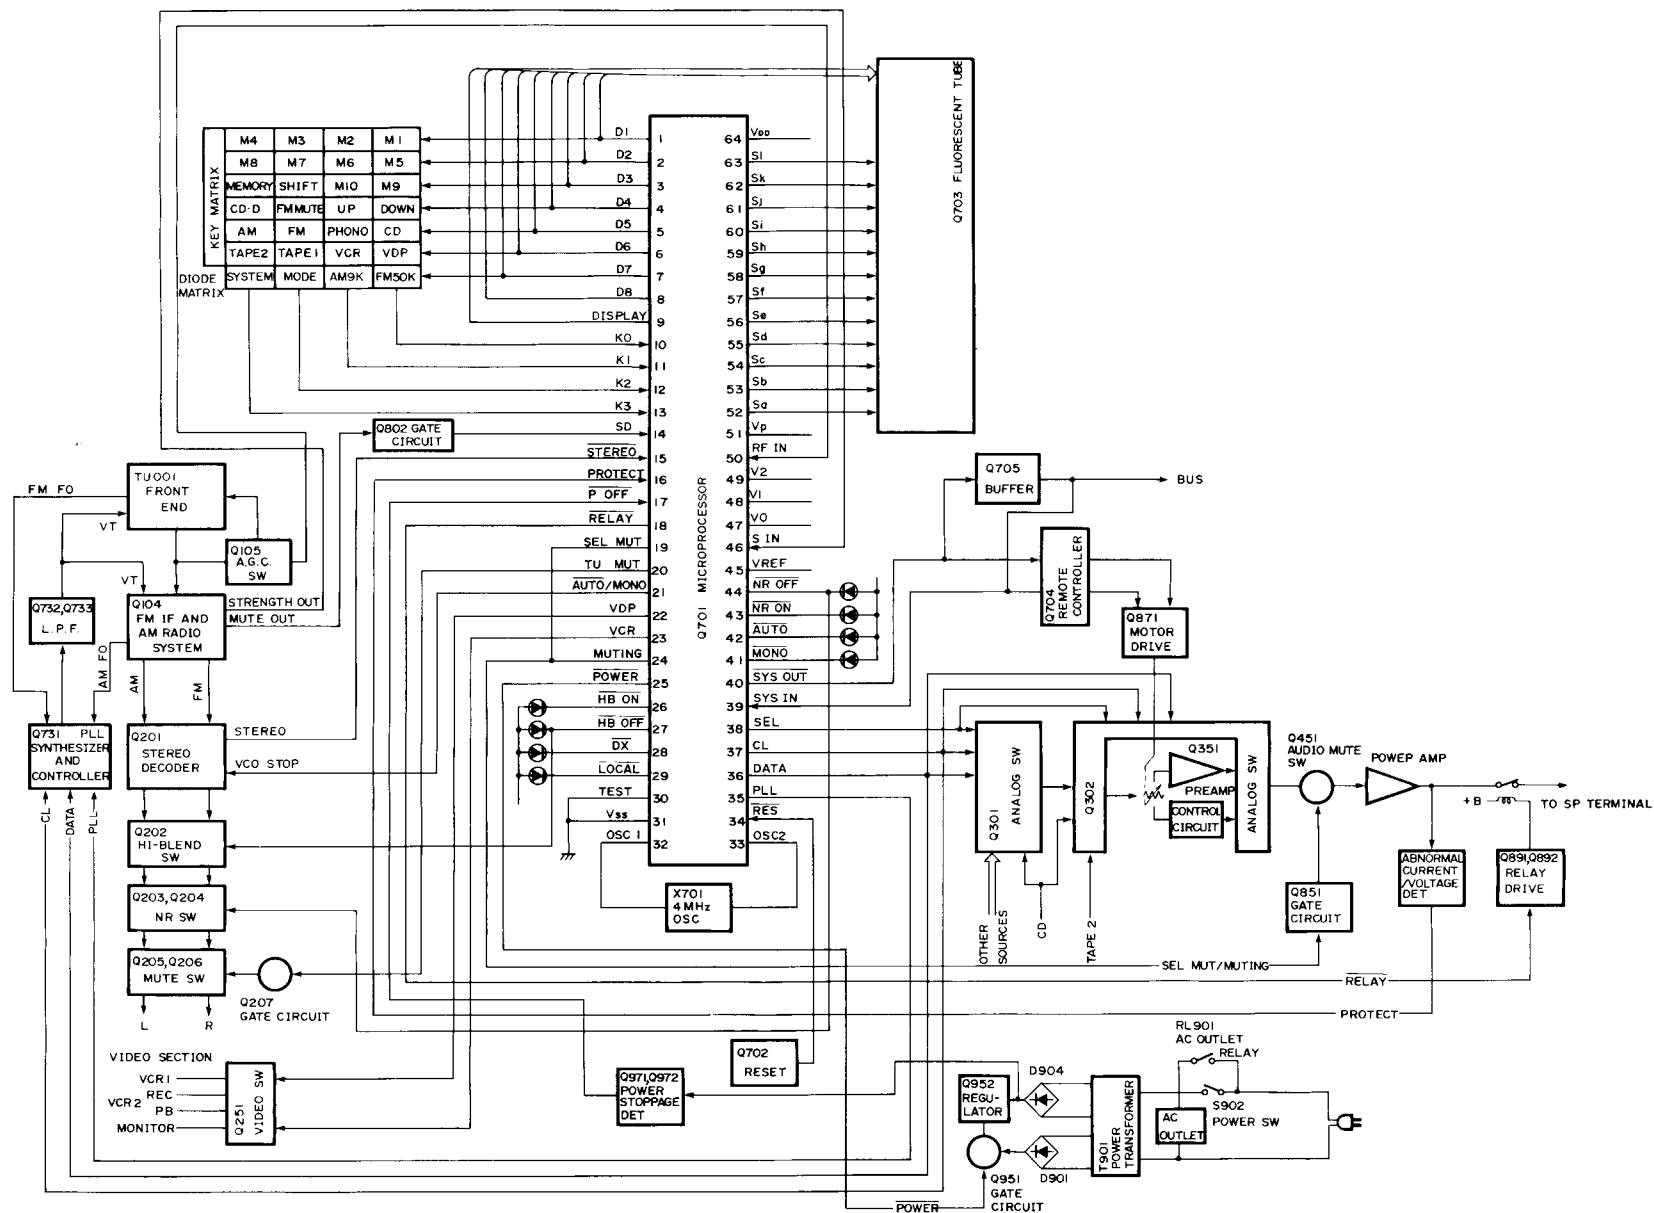 M4 M3 M2 M1
M8 M7 M6 M5
MEMORY SHIFT M10 M9
CD-D FMMUTE UP DOWN
AM FM PHONO CD
TAPE2 TAPE1 VCR VDP
SYSTEM MODE AM9K FM50K
KEY MATRIX
DIODE
MATRIX
D1
D2
D3
D4
D5
D6
D7
D8
DISPLAY
K0
K1
K2
K3
SD
STEREO
PROTECT
P OFF
RELAY
SEL MUT
TU MUT
AUTO/MONO
VDP
VCR
MUTING
POWER
HB ON
HB OFF
DX
LOCAL
TEST
Vss
OSC 1
1
2
3
4
5
6
7
8
9
10
11
12
13
14
15
16
17
18
19
20
21
22
23
24
25
26
27
28
29
30
31
32
Q701 MICROPROCESSOR
64 VDD
63 Sl
62 Sk
61 Sj
60 Si
59 Sh
58 Sg
57 Sf
56 Se
55 Sd
54 Sc
53 Sb
52 Sa
51 Vp
50 RF IN
49 V2
48 V1
47 V0
46 S IN
45 VREF
44 NR OFF
43 NR ON
42 AUTO
41 MONO
40 SYS OUT
39 SYS IN
38 SEL
37 CL
36 DATA
35 PLL
34 RES
33 OSC2
Q703 FLUORESCENT TUBE
Q802 GATE
CIRCUIT
TU001
FRONT
END
FM FO
VT
Q105
A.G.C.
SW
VT
Q732,Q733
L.P.F.
Q104
FM IF AND
AM RADIO
SYSTEM
STRENGTH OUT
MUTE OUT
AM FO
AM
FM
Q731 PLL
SYNTHESIZER
AND
CONTROLLER
Q201
STEREO
DECODER
STEREO
VCO STOP
CL
DATA
PLL
Q202
HI-BLEND
SW
Q203,Q204
NR SW
Q205,Q206
MUTE SW
Q207
GATE CIRCUIT
L
R
VIDEO SECTION
VCR1
REC
VCR2
PB
MONITOR
Q251
VIDEO SW
X701
4MHz
OSC
Q702
RESET
Q971,Q972
POWER
STOPPAGE
DET
Q705
BUFFER
BUS
Q704
REMOTE
CONTROLLER
Q871
MOTOR
DRIVE
Q301
ANALOG SW
Q302
Q351
PREAMP
CONTROL
CIRCUIT
ANALOG SW
OTHER
SOURCES
CD
TAPE 2
Q451
AUDIO MUTE
SW
POWEP AMP
+B
TO SP TERMINAL
Q851
GATE
CIRCUIT
ABNORMAL
CURRENT
/VOLTAGE
DET.
Q891,Q892
RELAY
DRIVE
SEL MUT/MUTING
RELAY
PROTECT
RL901
AC OUTLET
RELAY
Q952
REGU-
LATOR
D904
T901
POWER
TRANSFORMER
S902
POWER SW
AC
OUTLET
Q951
GATE
CIRCUIT
D901
POWER